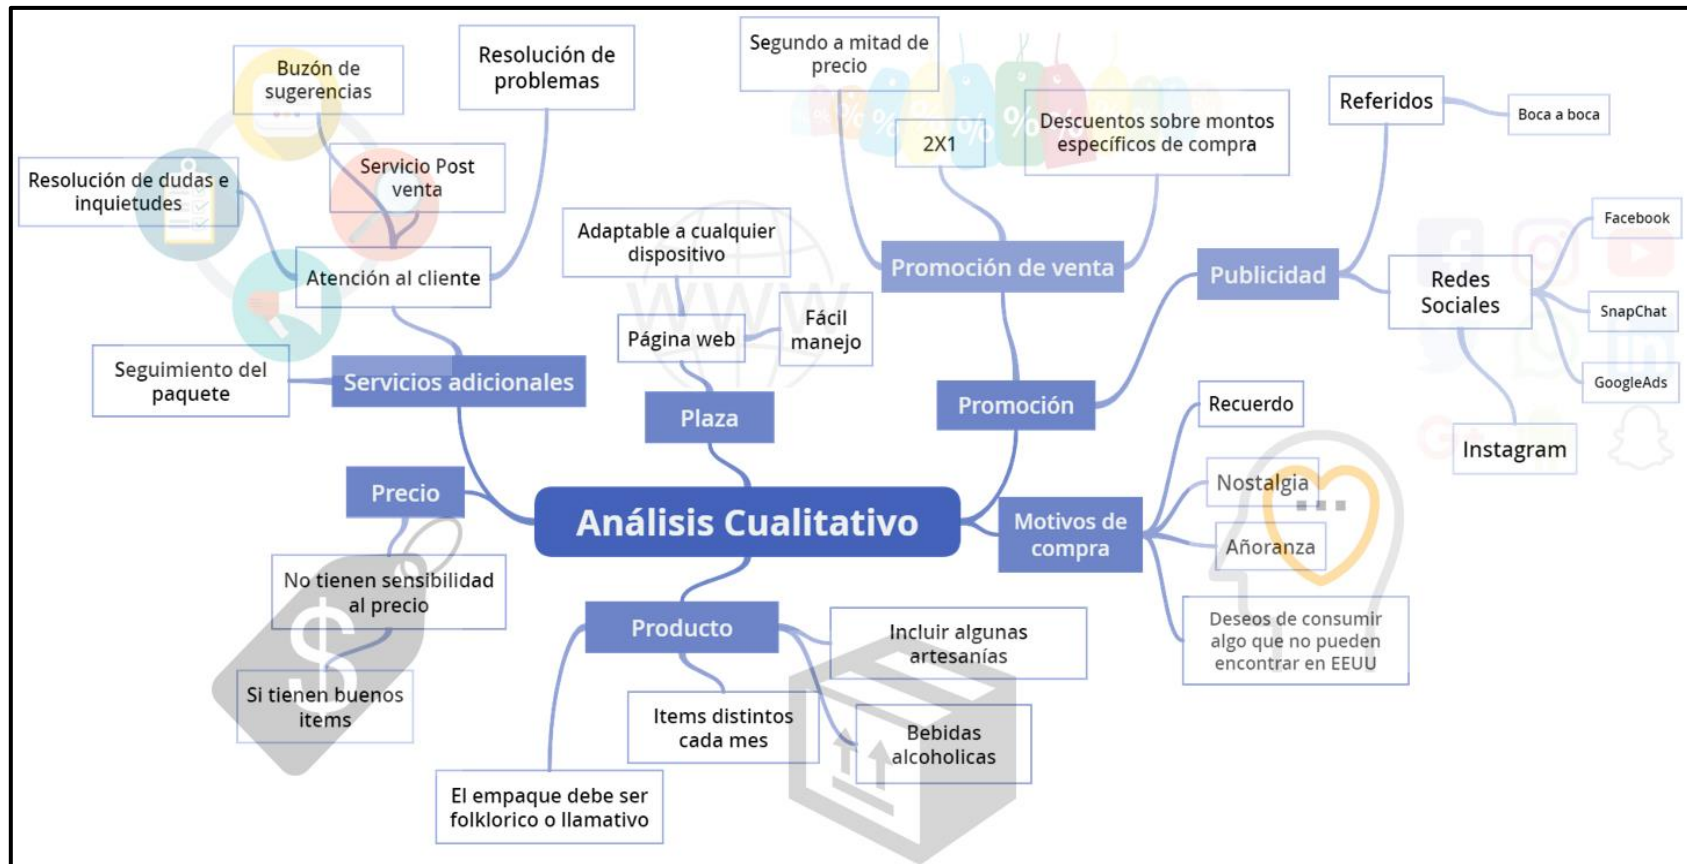 Buzón de
sugerencias
Resolución de
problemas
Resolución de dudas e
inquietudes
Servicio Post
venta
Atención al cliente
Seguimiento del
paquete
Servicios adicionales
Segundo a mitad de
precio
2X1
Descuentos sobre montos
específicos de compra
Promoción de venta
Referidos
Boca a boca
Publicidad
Redes
Sociales
Facebook
SnapChat
GoogleAds
Instagram
Adaptable a cualquier
dispositivo
WWW
Página web
Fácil
manejo
Plaza
Promoción
Precio
No tienen sensibilidad
al precio
Si tienen buenos
items
$
Análisis Cualitativo
Motivos de
compra
Recuerdo
Nostalgia
Añoranza
Deseos de consumir
algo que no pueden
encontrar en EEUU
Producto
Incluir algunas
artesanías
Items distintos
cada mes
Bebidas
alcoholicas
El empaque debe ser
folklorico o llamativo